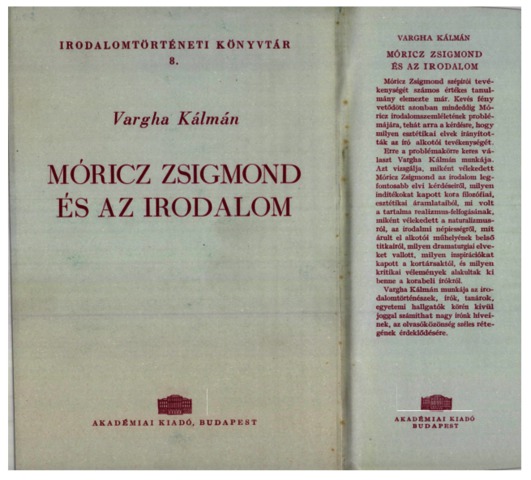 IRODALOMTÖRTÉNETI KÖNYVTÁR
8.
Vargha Kálmán
MÓRICZ ZSIGMOND
ÉS AZ IRODALOM
AKADÉMIAI KIADÓ, BUDAPEST
VARGHA KÁLMÁN
MÓRICZ ZSIGMOND
ÉS AZ IRODALOM
Móricz Zsigmond szépírói tevé-
kenységét számos értékes tanul-
mány elemezte már. Kevés fény
vetődött azonban mindeddig Mó-
ricz irodalomszemléletének problé-
májára, tehát arra a kérdésre, hogy
milyen esztétikai elvek irányítot-
ták az író alkotói tevékenységét.
Erre a problémakörre keres vá-
laszt Vargha Kálmán munkája.
Azt vizsgálja, miként vélekedett
Móricz Zsigmond az irodalom leg-
fontosabb elvi kérdéseiről, milyen
indítékokat kapott kora filozófiai,
esztétikai áramlataiból, mi volt
a tartalma realizmus-felfogásának,
miként vélekedett a naturalizmus-
ról, az irodalmi népiességről, mit
árult el alkotói műhelyének belső
titkairól, milyen dramaturgiai elve-
ket vallott, milyen inspirációkat
kapott a kortársaktól, és milyen
kritikai vélemények alakultak ki
benne a korabeli írókról.
Vargha Kálmán munkája az iro-
dalomtörténészek, írók, tanárok,
egyetemi hallgatók körén kívül
joggal számíthat nagy írónk hívei-
nek, az olvasóközönség széles réte-
gének érdeklődésére.
AKADÉMIAI KIADÓ
BUDAPEST